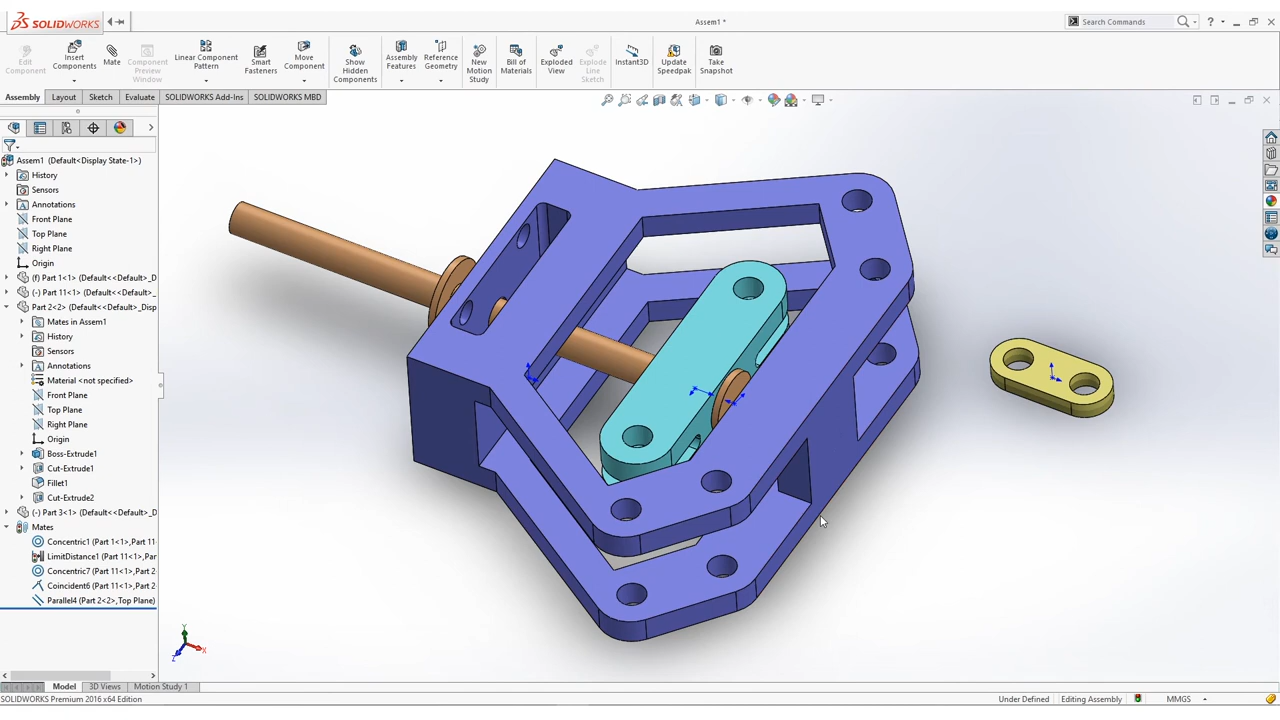 SOLIDWORKS
Assem1 *
Search Commands
Edit Component
Insert Components
Mate
Component Preview Window
Linear Component Pattern
Smart Fasteners
Move Component
Show Hidden Components
Assembly Features
Reference Geometry
New Motion Study
Bill of Materials
Exploded View
Explode Line Sketch
Instant3D
Update Speedpak
Take Snapshot
Assembly Layout Sketch Evaluate SOLIDWORKS Add-Ins SOLIDWORKS MBD
Assem1 (Default<Display State-1>)
History
Sensors
Annotations
Front Plane
Top Plane
Right Plane
Origin
(f) Part 1<1> (Default<<Default>_D
(-) Part 11<1> (Default<<Default>_
Part 2<2> (Default<<Default>_Disp
Mates in Assem1
History
Sensors
Annotations
Material <not specified>
Front Plane
Top Plane
Right Plane
Origin
Boss-Extrude1
Cut-Extrude1
Fillet1
Cut-Extrude2
(-) Part 3<1> (Default<<Default>_D
Mates
Concentric1 (Part 1<1>,Part 11
LimitDistance1 (Part 11<1>,Par
Concentric7 (Part 11<1>,Part 2
Coincident6 (Part 11<1>,Part 2
Parallel4 (Part 2<2>,Top Plane)
Y
X
Z
Model 3D Views Motion Study 1
SOLIDWORKS Premium 2016 x64 Edition
Under Defined Editing Assembly MMGS